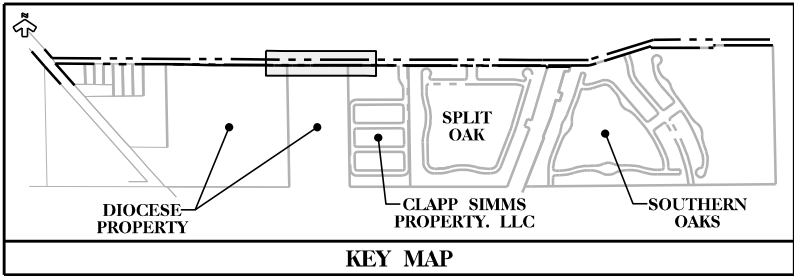 N
SPLIT
OAK
DIOCESE
PROPERTY
CLAPP SIMMS
PROPERTY. LLC
SOUTHERN
OAKS
KEY MAP